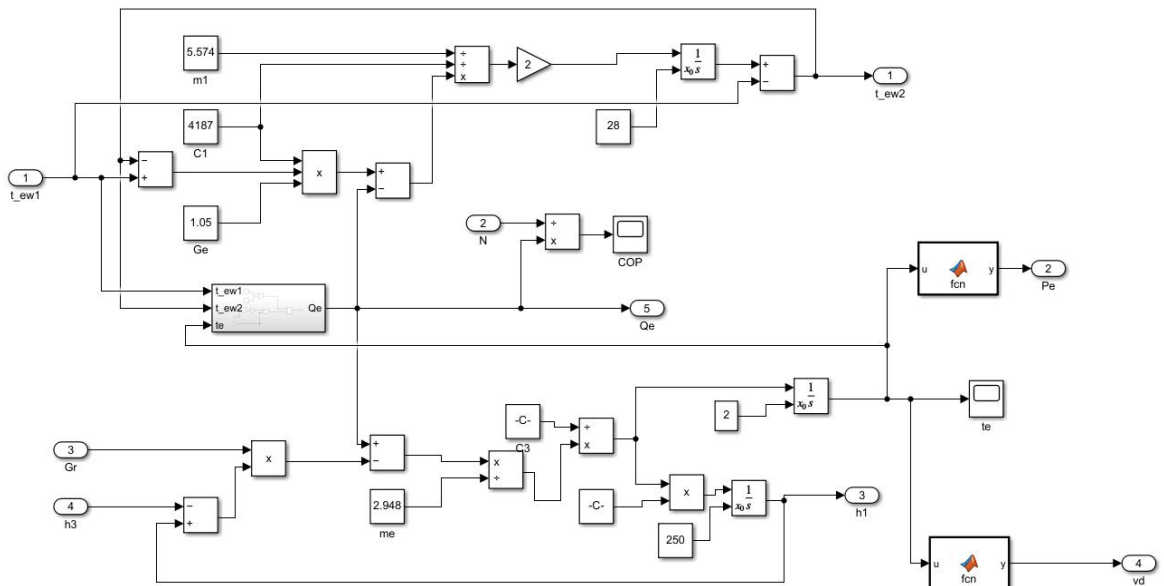 5.574
m1
÷
÷
x
2
1
s
x₀
+
−
1
t_ew2
4187
C1
28
−
+
x
+
−
1
t_ew1
1.05
Ge
2
N
÷
x
COP
u
y
fcn
2
Pe
t_ew1
t_ew2
te
Qe
5
Qe
2
1
s
x₀
te
-C-
C3
÷
x
3
Gr
x
+
−
x
÷
4
h3
−
+
2.948
me
-C-
x
1
s
x₀
3
h1
250
u
y
fcn
4
vd